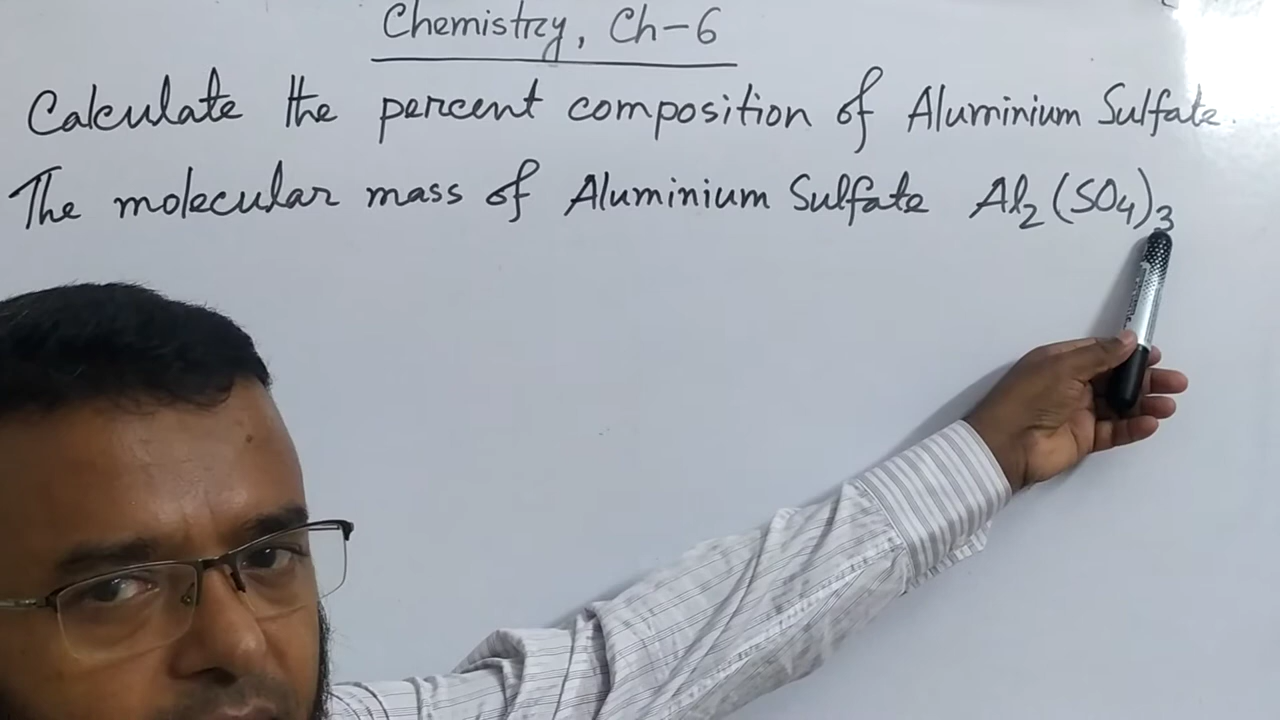 Chemistry, Ch-6
Calculate the percent composition of Aluminium Sulfate.
The molecular mass of Aluminium Sulfate Al₂(SO₄)₃